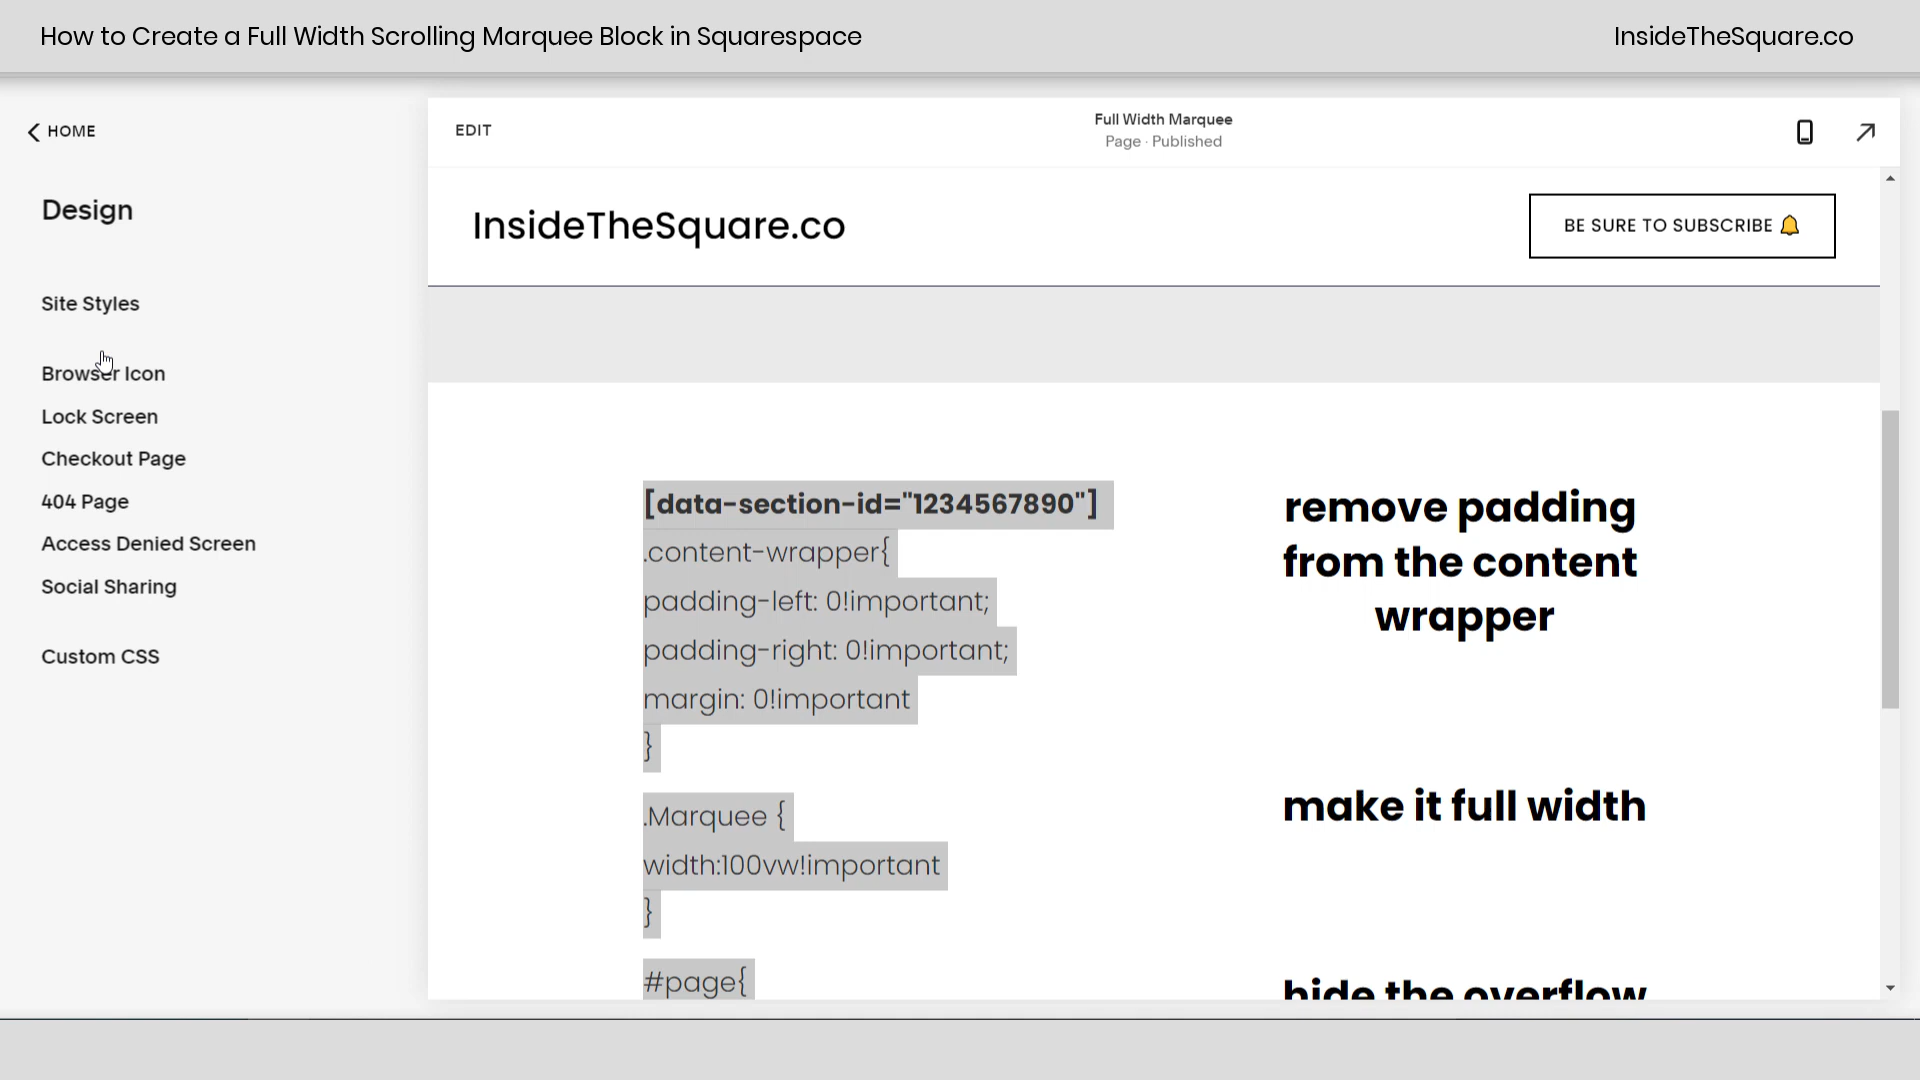 How to Create a Full Width Scrolling Marquee Block in Squarespace
InsideTheSquare.co
HOME
Design
Site Styles
Browser Icon
Lock Screen
Checkout Page
404 Page
Access Denied Screen
Social Sharing
Custom CSS
EDIT
Full Width Marquee
Page · Published
InsideTheSquare.co
BE SURE TO SUBSCRIBE 🔔
[data-section-id="1234567890"]
.content-wrapper{
padding-left: 0!important;
padding-right: 0!important;
margin: 0!important
}
.Marquee {
width:100vw!important
}
#page{
remove padding
from the content
wrapper
make it full width
hide the overflow